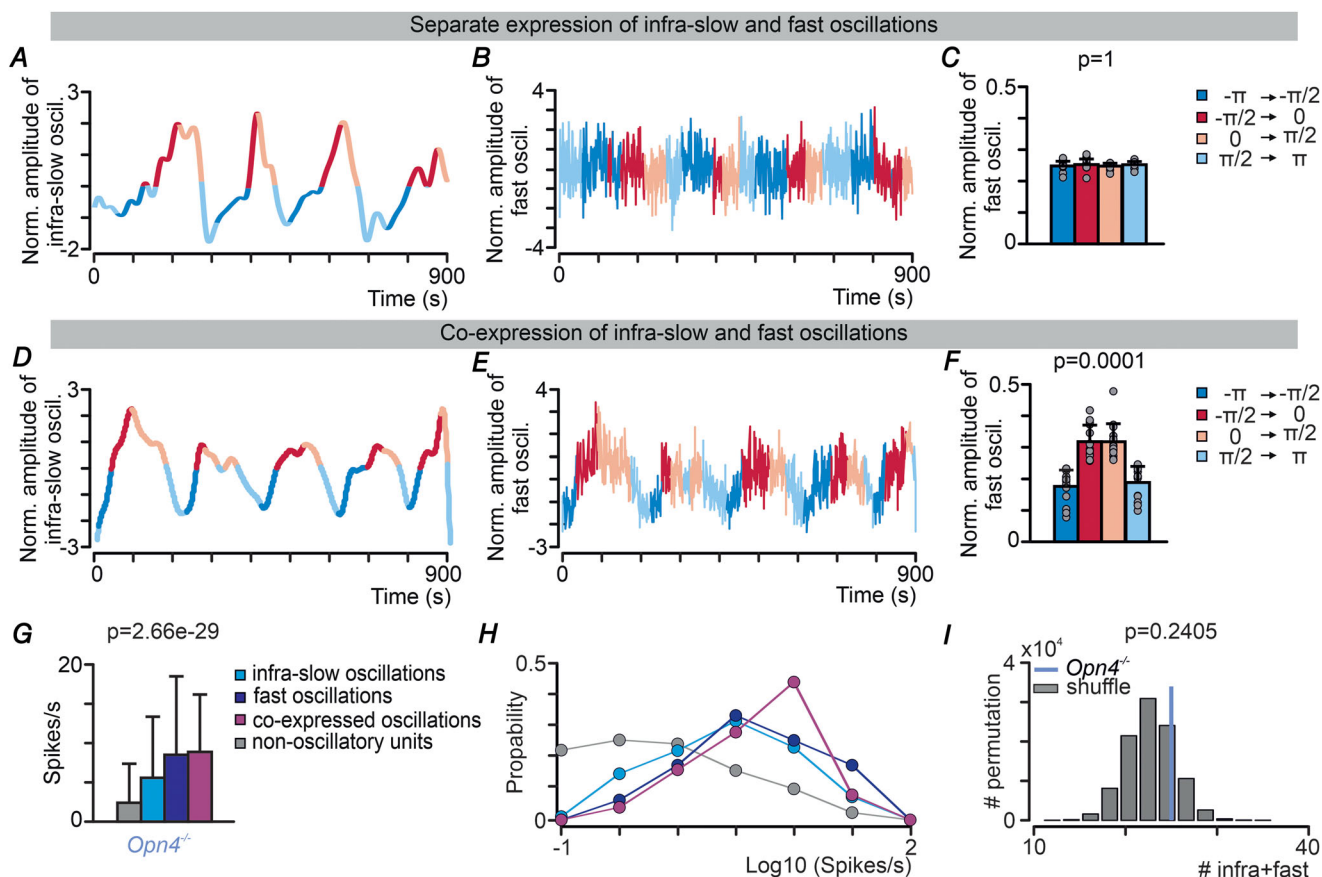 Separate expression of infra-slow and fast oscillations
A
Norm. amplitude of
infra-slow oscil.
3
-2
0
900
Time (s)
B
Norm. amplitude of
fast oscil.
4
-4
0
900
Time (s)
C
p=1
Norm. amplitude of
fast oscil.
0.5
0
-π → -π/2
-π/2 → 0
0 → π/2
π/2 → π
Co-expression of infra-slow and fast oscillations
D
Norm. amplitude of
infra-slow oscil.
3
-3
0
900
Time (s)
E
Norm. amplitude of
fast oscil.
4
-3
0
900
Time (s)
F
p=0.0001
Norm. amplitude of
fast oscil.
0.5
0
-π → -π/2
-π/2 → 0
0 → π/2
π/2 → π
G
p=2.66e-29
Spikes/s
20
0
Opn4-/-
infra-slow oscillations
fast oscillations
co-expressed oscillations
non-oscillatory units
H
Propability
0.5
0
-1
2
Log10 (Spikes/s)
I
p=0.2405
x10⁴
4
0
# permutation
Opn4-/-
shuffle
10
40
# infra+fast